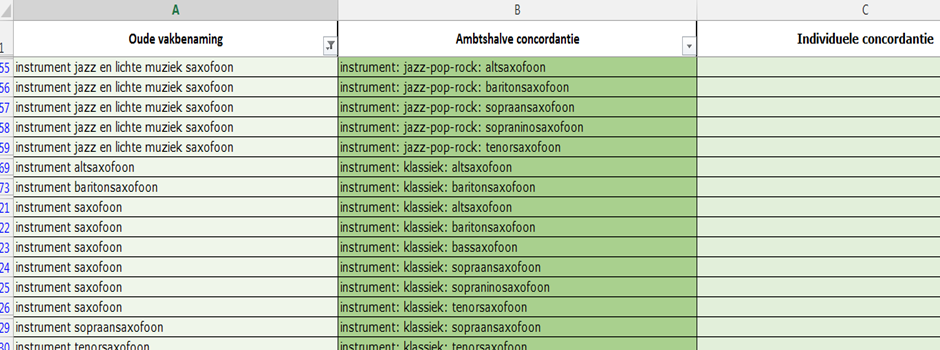 A B C
1 Oude vakbenaming Ambtshalve concordantie Individuele concordantie
55 instrument jazz en lichte muziek saxofoon instrument: jazz-pop-rock: altsaxofoon
56 instrument jazz en lichte muziek saxofoon instrument: jazz-pop-rock: baritonsaxofoon
57 instrument jazz en lichte muziek saxofoon instrument: jazz-pop-rock: sopraansaxofoon
58 instrument jazz en lichte muziek saxofoon instrument: jazz-pop-rock: sopraninosaxofoon
59 instrument jazz en lichte muziek saxofoon instrument: jazz-pop-rock: tenorsaxofoon
69 instrument altsaxofoon instrument: klassiek: altsaxofoon
73 instrument baritonsaxofoon instrument: klassiek: baritonsaxofoon
21 instrument saxofoon instrument: klassiek: altsaxofoon
22 instrument saxofoon instrument: klassiek: baritonsaxofoon
23 instrument saxofoon instrument: klassiek: bassaxofoon
24 instrument saxofoon instrument: klassiek: sopraansaxofoon
25 instrument saxofoon instrument: klassiek: sopraninosaxofoon
26 instrument saxofoon instrument: klassiek: tenorsaxofoon
29 instrument sopraansaxofoon instrument: klassiek: sopraansaxofoon
30 instrument tenorsaxofoon instrument: klassiek: tenorsaxofoon